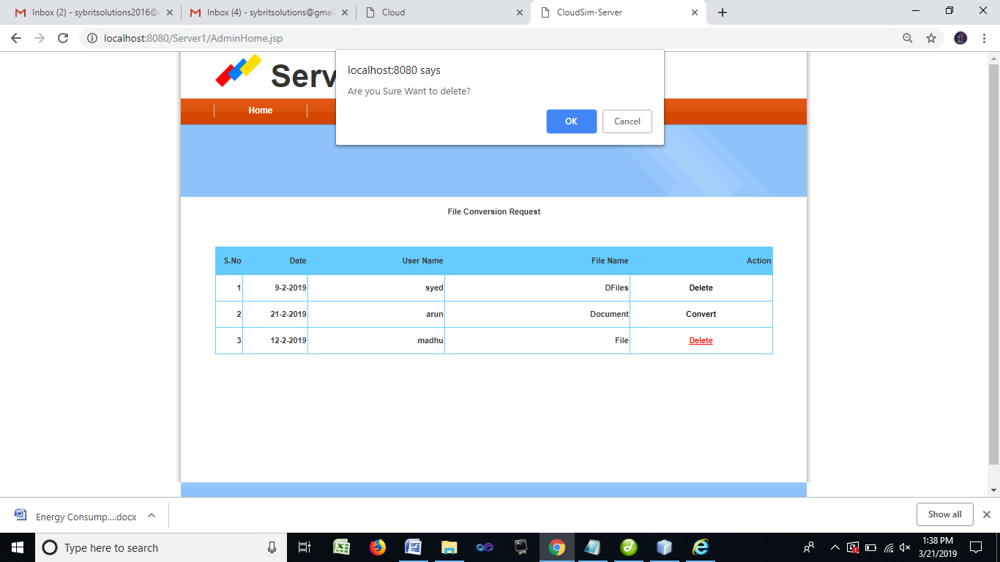 Inbox (2) - sybritsolutions2016@
Inbox (4) - sybritsolutions@gmai
Cloud
CloudSim-Server
localhost:8080/Server1/AdminHome.jsp
localhost:8080 says
Are you Sure Want to delete?
OK
Cancel
Serv
Home
File Conversion Request
S.No Date User Name File Name Action
1 9-2-2019 syed DFiles Delete
2 21-2-2019 arun Document Convert
3 12-2-2019 madhu File Delete
Energy Consump....docx
Show all
Type here to search
1:38 PM
3/21/2019